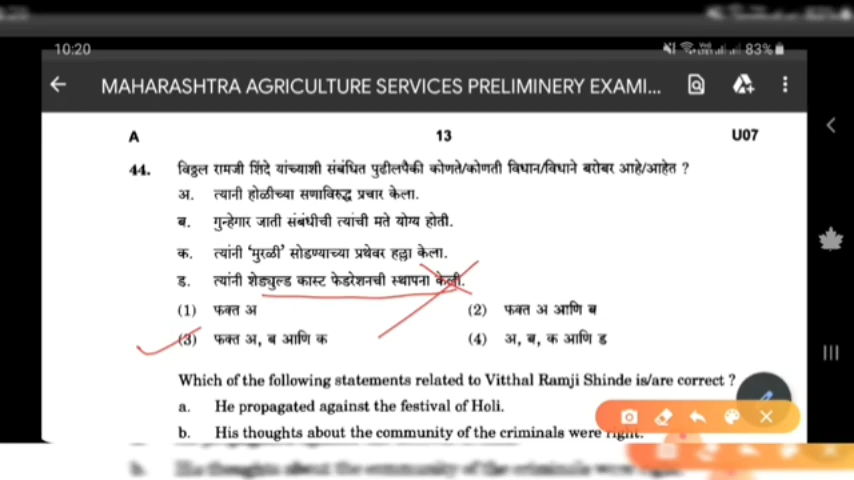 10:20
83%
MAHARASHTRA AGRICULTURE SERVICES PRELIMINERY EXAMI...
A 13 U07
44. विठ्ठल रामजी शिंदे यांच्याशी संबंधित पुढीलपैकी कोणते/कोणती विधान/विधाने बरोबर आहे/आहेत ?
अ. त्यानी होळीच्या सणाविरुद्ध प्रचार केला.
ब. गुन्हेगार जाती संबंधीची त्यांची मते योग्य होती.
क. त्यांनी 'मुरळी' सोडण्याच्या प्रथेवर हल्ला केला.
ड. त्यांनी शेड्युल्ड कास्ट फेडरेशनची स्थापना केली.
(1) फक्त अ (2) फक्त अ आणि ब
(3) फक्त अ, ब आणि क (4) अ, ब, क आणि ड
Which of the following statements related to Vitthal Ramji Shinde is/are correct ?
a. He propagated against the festival of Holi.
b. His thoughts about the community of the criminals were right.